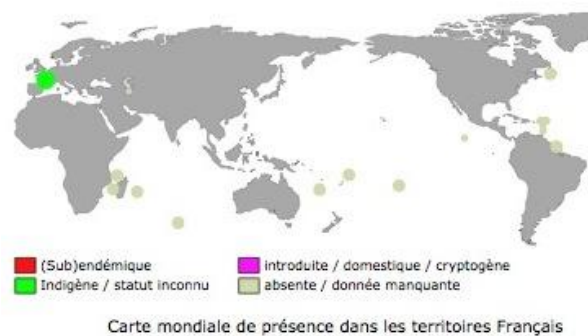 (Sub)endémique
introduite / domestique / cryptogène
Indigène / statut inconnu
absente / donnée manquante
Carte mondiale de présence dans les territoires Français